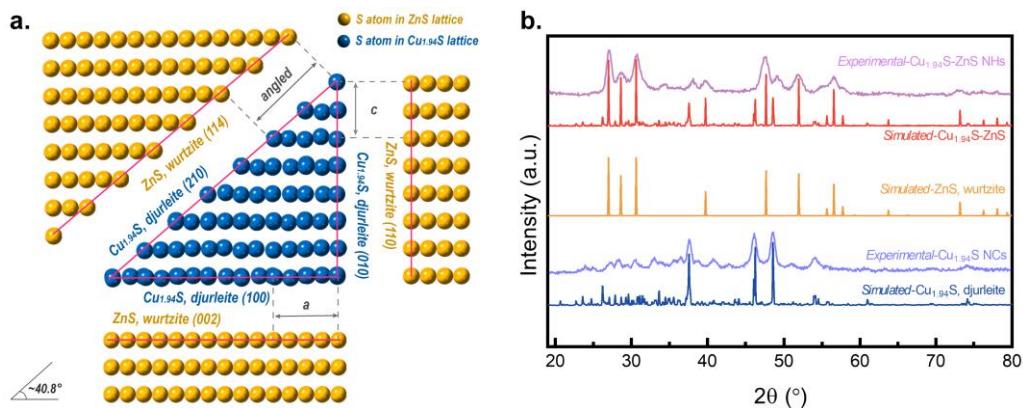 a.
S atom in ZnS lattice
S atom in Cu1.94S lattice
angled
c
ZnS, wurtzite (114)
Cu1.94S, djurleite (210)
Cu1.94S, djurleite (010)
ZnS, wurtzite (110)
Cu1.94S, djurleite (100)
a
ZnS, wurtzite (002)
~40.8°
b.
Intensity (a.u.)
Experimental-Cu1.94S-ZnS NHs
Simulated-Cu1.94S-ZnS
Simulated-ZnS, wurtzite
Experimental-Cu1.94S NCs
Simulated-Cu1.94S, djurleite
20 30 40 50 60 70 80
2θ (°)